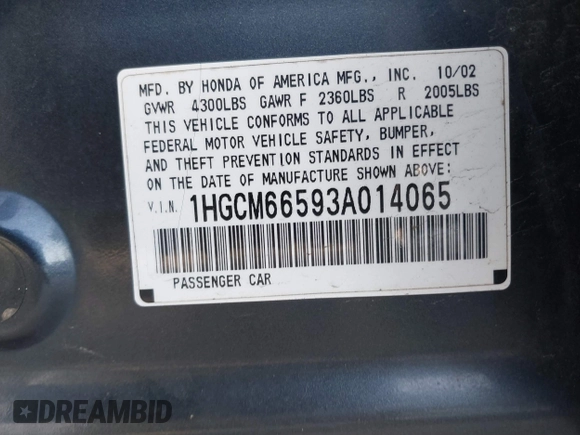 MFD. BY HONDA OF AMERICA MFG., INC. 10/02
GVWR 4300LBS GAWR F 2360LBS R 2005LBS
THIS VEHICLE CONFORMS TO ALL APPLICABLE
FEDERAL MOTOR VEHICLE SAFETY, BUMPER,
AND THEFT PREVENTION STANDARDS IN EFFECT
ON THE DATE OF MANUFACTURE SHOWN ABOVE:
V.I.N. 1HGCM66593A014065
PASSENGER CAR
DREAMBID